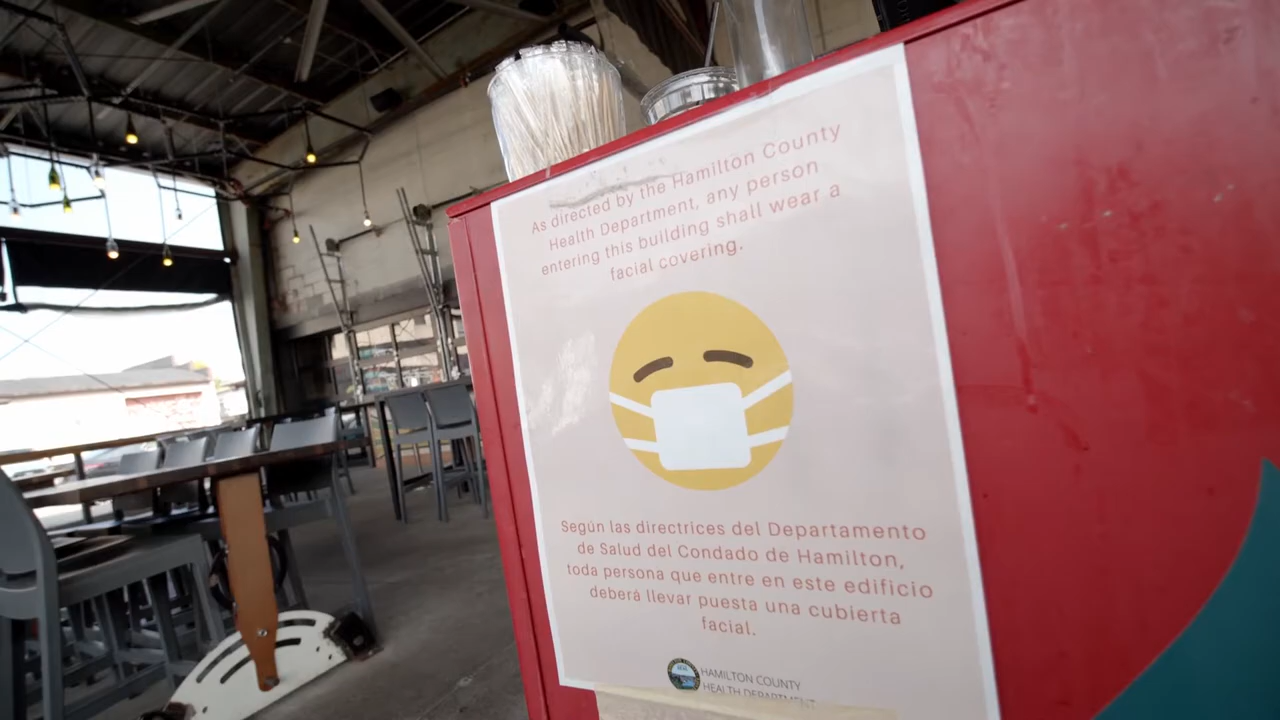 As directed by the Hamilton County
Health Department, any person
entering this building shall wear a
facial covering.
Según las directrices del Departamento
de Salud del Condado de Hamilton,
toda persona que entre en este edificio
deberá llevar puesta una cubierta
facial.
HAMILTON COUNTY
HEALTH DEPARTMENT